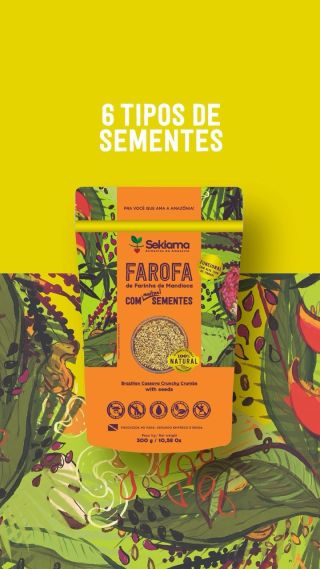 6 TIPOS DE
SEMENTES
PRA VOCÊ QUE AMA A AMAZÔNIA!
Sekiama
FAROFA
de Farinha de Mandioca
COM muitas SEMENTES
FUNCIONAL
100%
NATURAL
Brazilian Cassava Crunchy Crumbs
with seeds
300 g / 10,58 Oz